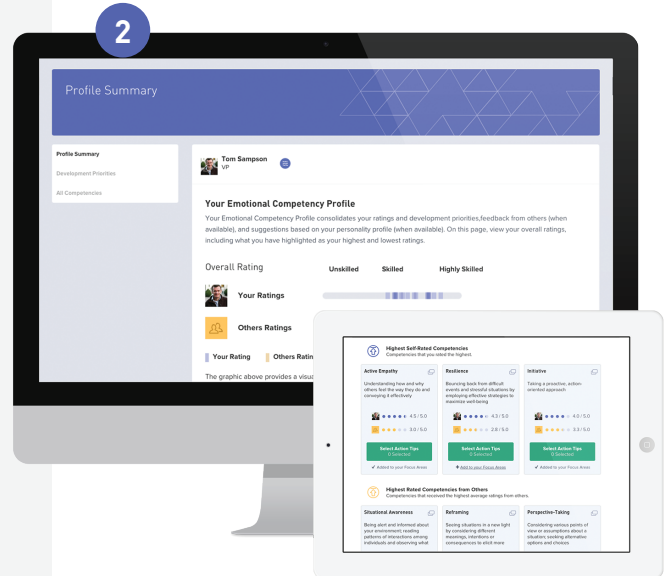 2
Profile Summary
Profile Summary
Development Priorities
All Competencies
Tom Sampson
VP
Your Emotional Competency Profile
Your Emotional Competency Profile consolidates your ratings and development priorities,feedback from others (when
available), and suggestions based on your personality profile (when available). On this page, view your overall ratings,
including what you have highlighted as your highest and lowest ratings.
Overall Rating
Unskilled Skilled Highly Skilled
Your Ratings
Others Ratings
Your Rating Others Ratin
The graphic above provides a visua
Highest Self-Rated Competencies
Competencies that you rated the highest.
Active Empathy
Understanding how and why
others feel the way they do and
conveying it effectively
4.5 / 5.0
3.0 / 5.0
Select Action Tips
0 Selected
✓ Added to your Focus Areas
Resilience
Bouncing back from difficult
events and stressful situations by
employing effective strategies to
maximise well-being
4.3 / 5.0
2.8 / 5.0
Select Action Tips
0 Selected
+ Add to your Focus Areas
Initiative
Taking a proactive, action-
oriented approach
4.0 / 5.0
3.3 / 5.0
Select Action Tips
0 Selected
✓ Added to your Focus Areas
Highest Rated Competencies from Others
Competencies that received the highest average ratings from others.
Situational Awareness
Being alert and informed about
your environment; reading
patterns of interactions among
individuals and observing what
Reframing
Seeing situations in a new light
by considering different
meanings, intentions or
consequences to elicit more
Perspective-Taking
Considering various points of
view or assumptions about a
situation; seeking alternative
options and choices